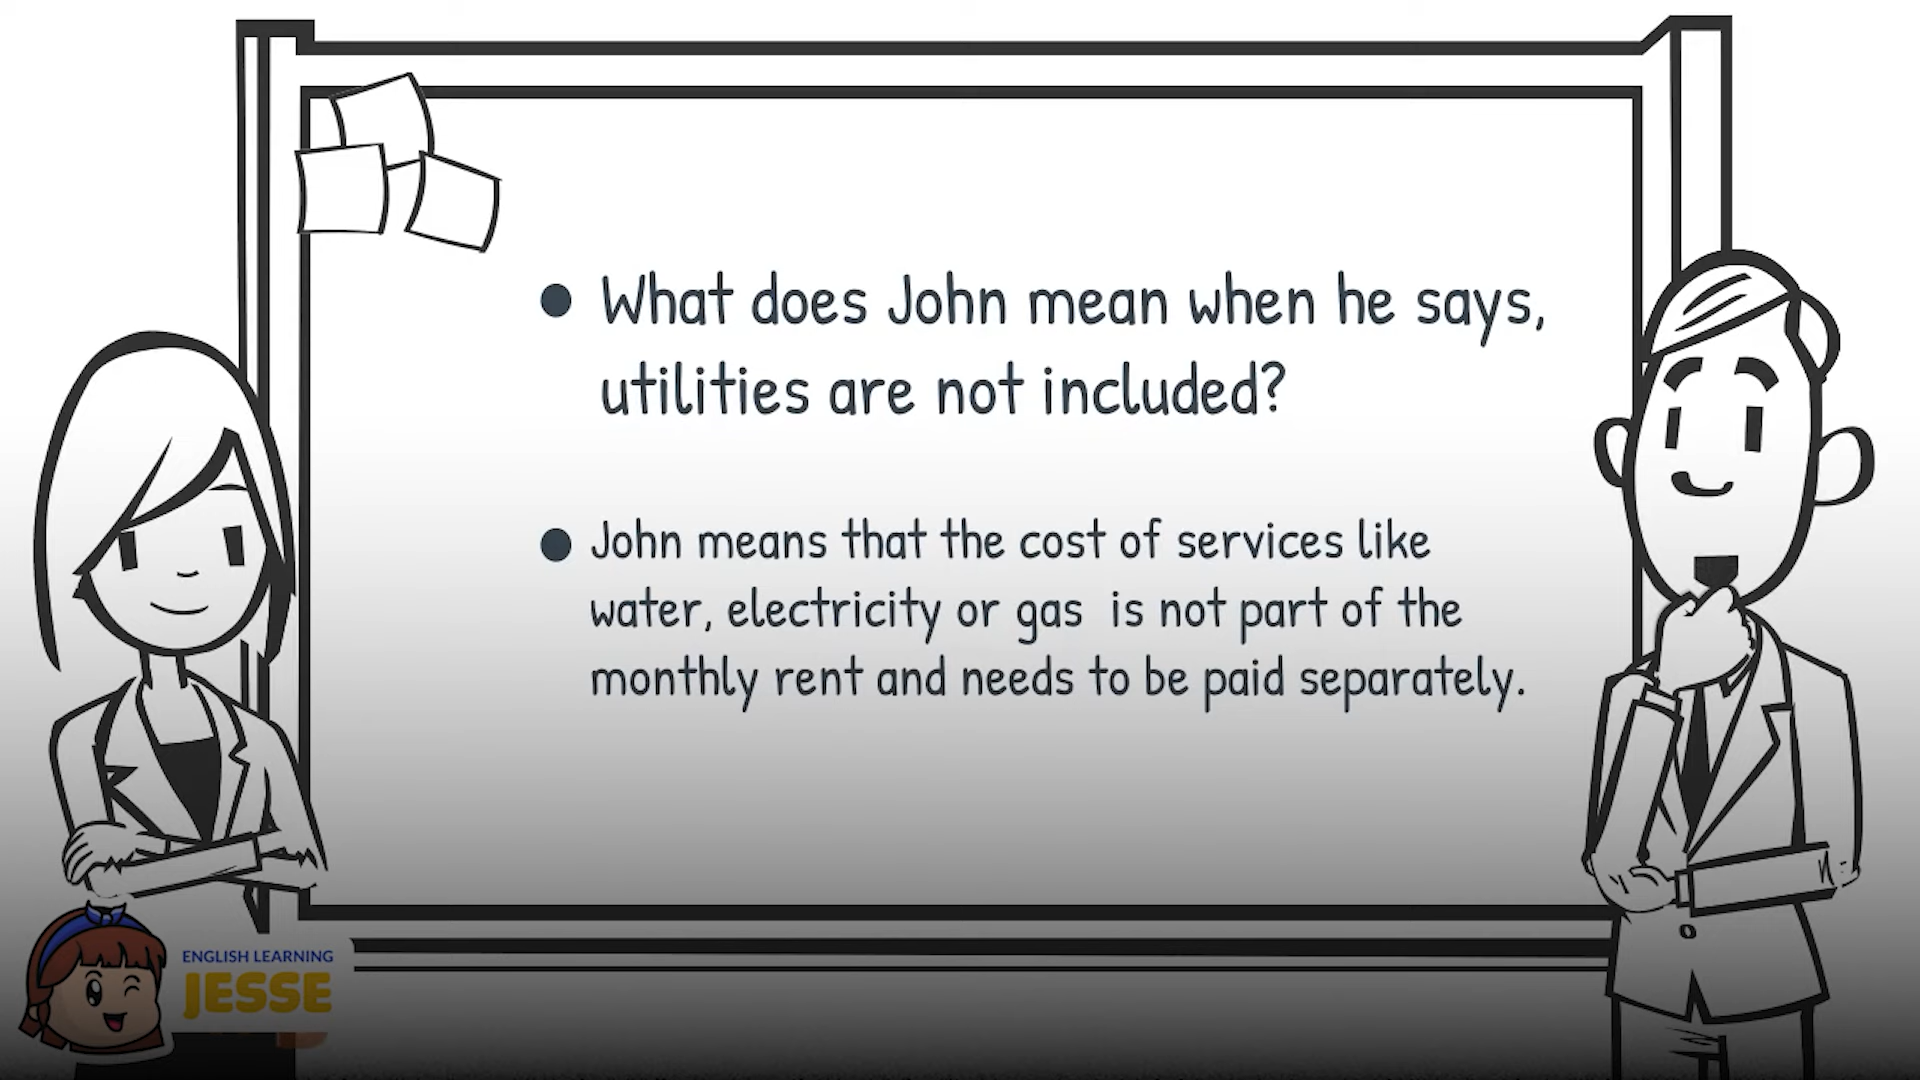 What does John mean when he says,
utilities are not included?
John means that the cost of services like
water, electricity or gas is not part of the
monthly rent and needs to be paid separately.
ENGLISH LEARNING
JESSE